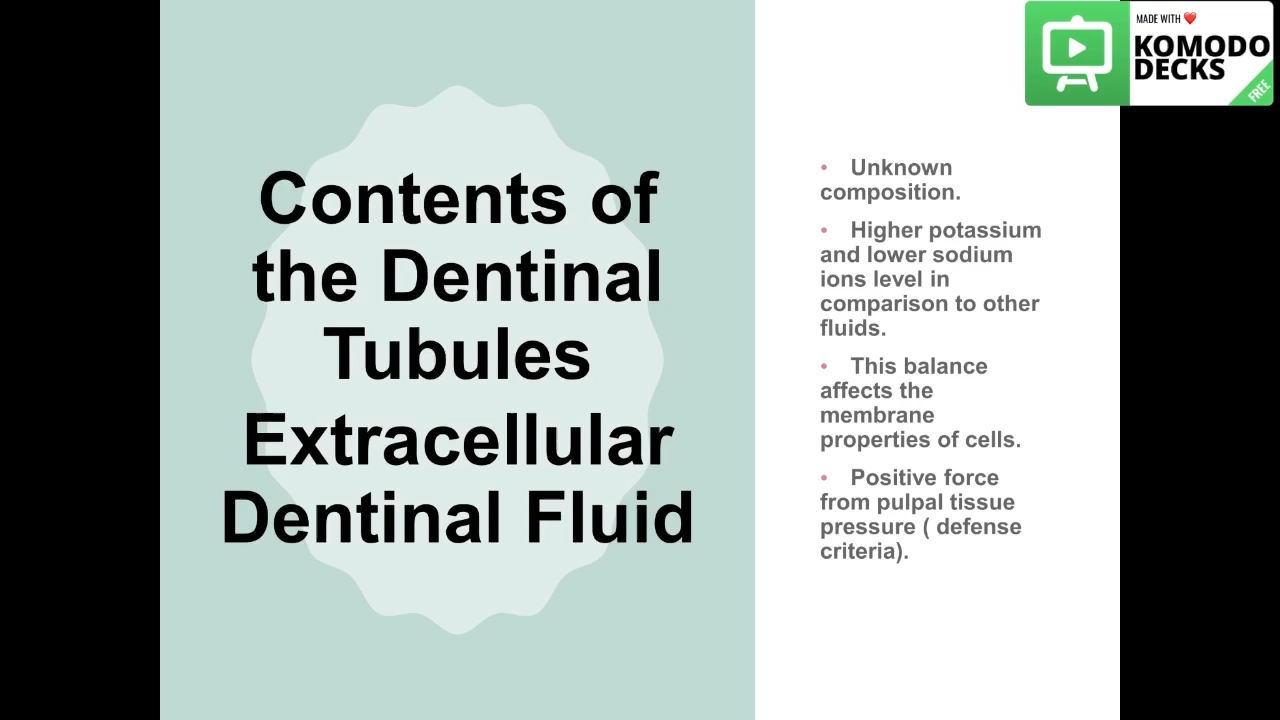 MADE WITH ❤️
KOMODO
DECKS
FREE
Contents of
the Dentinal
Tubules
Extracellular
Dentinal Fluid
• Unknown
composition.
• Higher potassium
and lower sodium
ions level in
comparison to other
fluids.
• This balance
affects the
membrane
properties of cells.
• Positive force
from pulpal tissue
pressure ( defense
criteria).